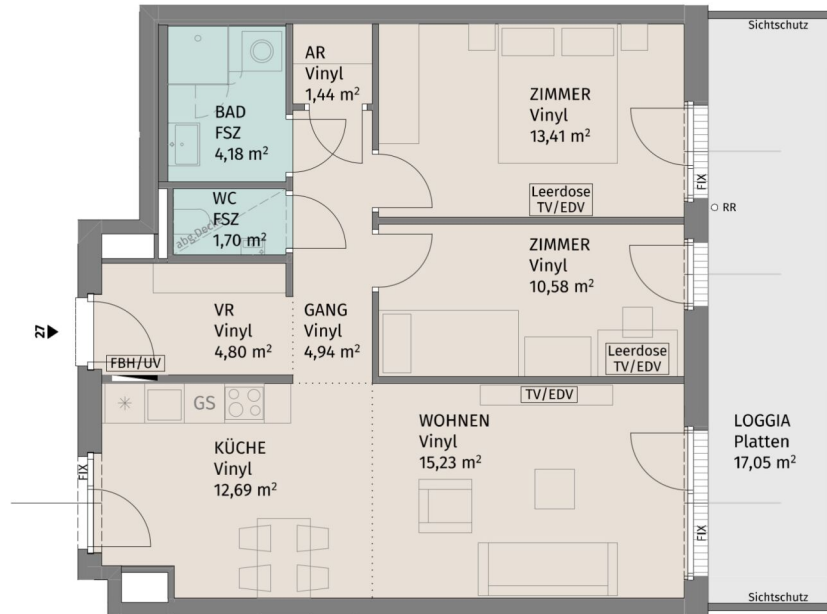 Sichtschutz
AR
Vinyl
1,44 m²
BAD
FSZ
4,18 m²
ZIMMER
Vinyl
13,41 m²
FIX
Leerdose
TV/EDV
RR
WC
FSZ
1,70 m²
abg.Decke
ZIMMER
Vinyl
10,58 m²
VR
Vinyl
4,80 m²
GANG
Vinyl
4,94 m²
27
FBH/UV
Leerdose
TV/EDV
GS
TV/EDV
KÜCHE
Vinyl
12,69 m²
WOHNEN
Vinyl
15,23 m²
LOGGIA
Platten
17,05 m²
FIX
FIX
Sichtschutz